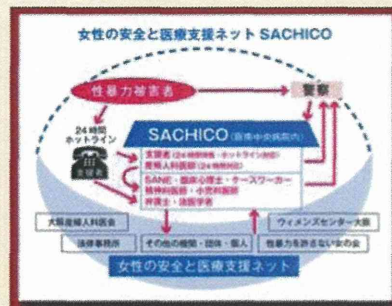 女性の安全と医療支援ネット SACHICO
性暴力被害者
警察
24時間
ホットライン
支援者
SACHICO
支援者
産婦人科医師
SANE・臨床心理士・ケースワーカー
精神科医師・小児科医師
弁護士・法医学者
大阪産婦人科医会
ウィメンズセンター大阪
法律事務所
その他の機関・団体・個人
性暴力を許さない女の会
女性の安全と医療支援ネット